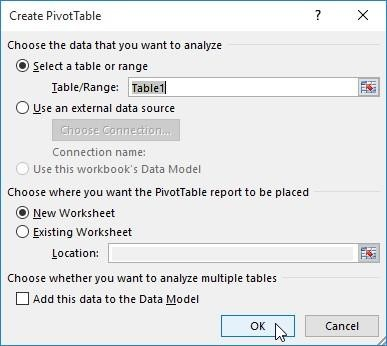 Create PivotTable ? ×
Choose the data that you want to analyze
Select a table or range
Table/Range: Table1
Use an external data source
Choose Connection...
Connection name:
Use this workbook's Data Model
Choose where you want the PivotTable report to be placed
New Worksheet
Existing Worksheet
Location:
Choose whether you want to analyze multiple tables
Add this data to the Data Model
OK Cancel